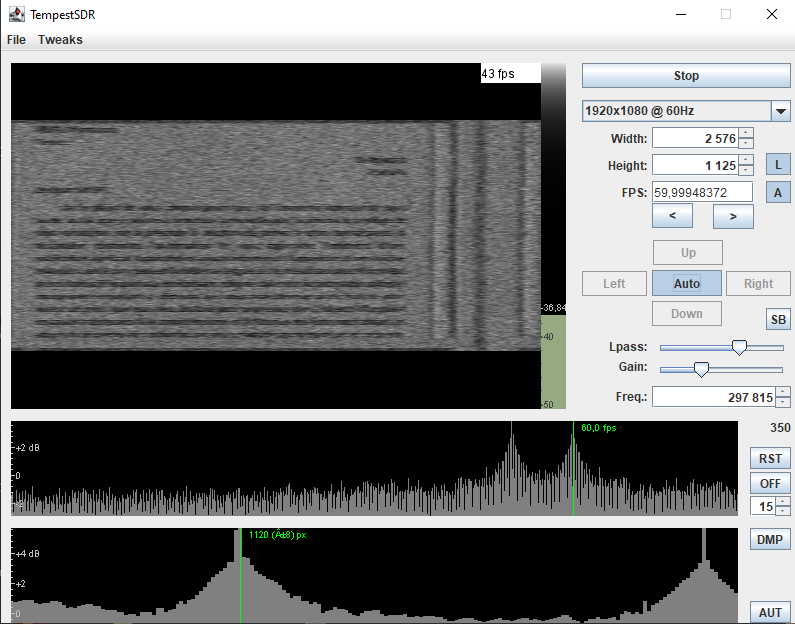 TempestSDR
File Tweaks
43 fps
-36,84
-40
-50
Stop
1920x1080 @ 60Hz
Width: 2 576
Height: 1 125 L
FPS: 59,99948372 A
< >
Up
Left Auto Right
Down
SB
Lpass:
Gain:
Freq.: 297 815
60,0 fps
+2 dB
0
-2
350
RST
OFF
15
1120 (Â±8) px
+4 dB
+2
0
DMP
AUT